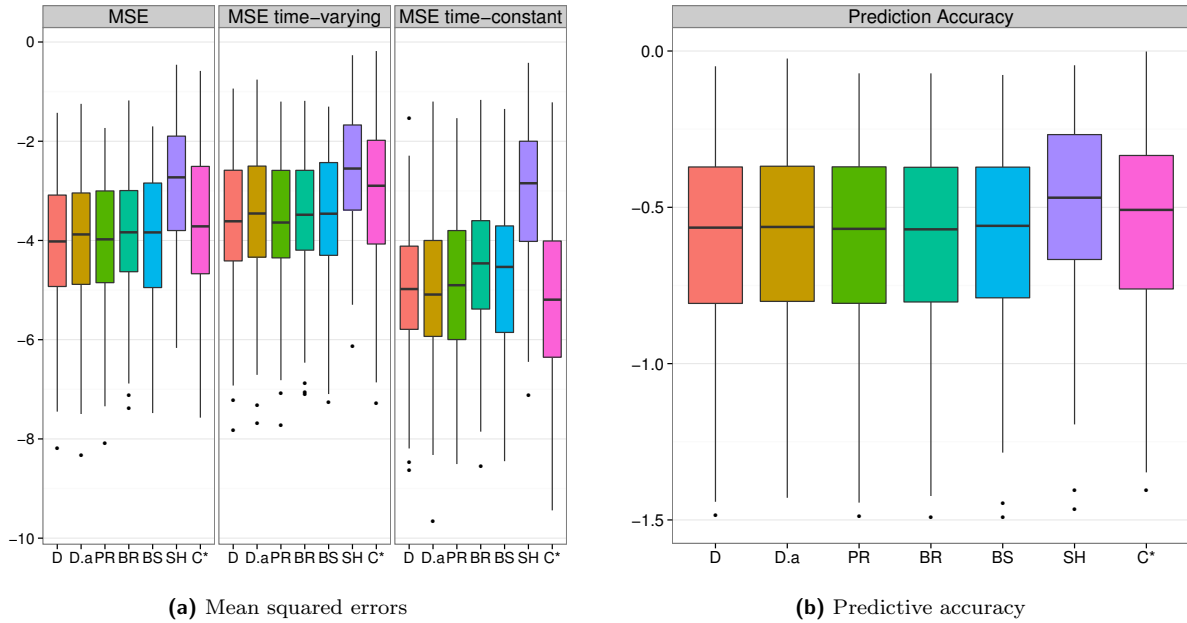 MSE MSE time−varying MSE time−constant
0
−2
−4
−6
−8
−10
D D.a PR BR BS SH C* D D.a PR BR BS SH C* D D.a PR BR BS SH C*
(a) Mean squared errors
Prediction Accuracy
0.0
−0.5
−1.0
−1.5
D D.a PR BR BS SH C*
(b) Predictive accuracy